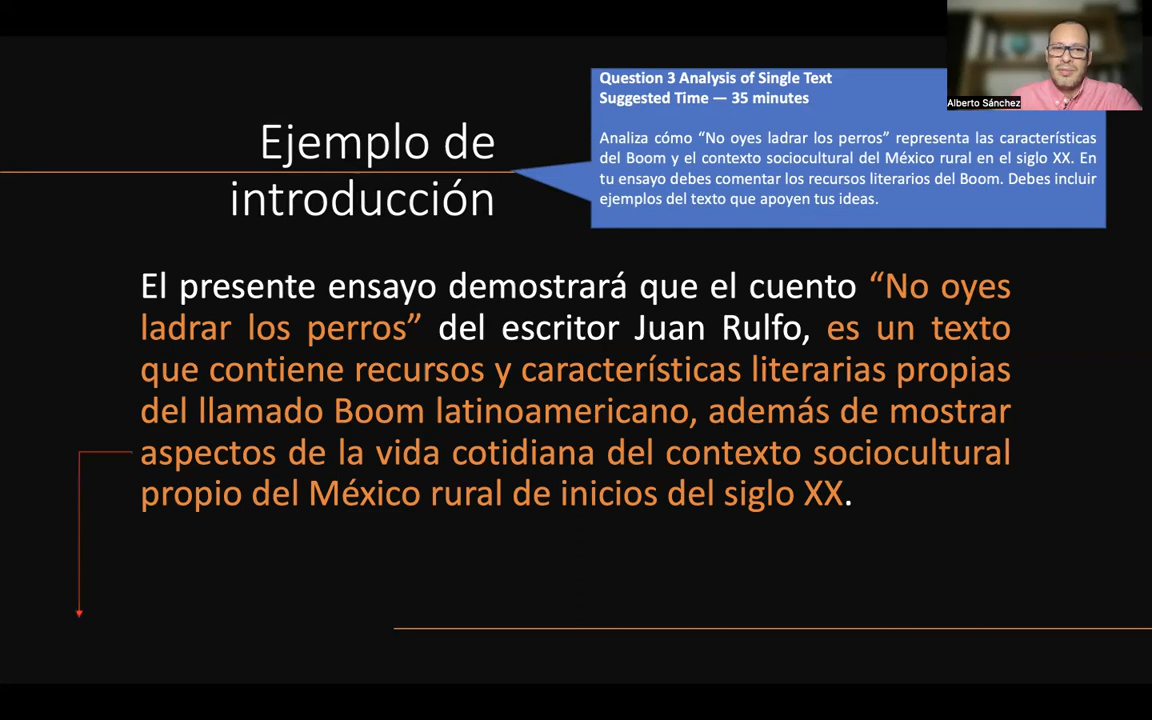 Ejemplo de
introducción
Question 3 Analysis of Single Text
Suggested Time — 35 minutes
Analiza cómo “No oyes ladrar los perros” representa las características
del Boom y el contexto sociocultural del México rural en el siglo XX. En
tu ensayo debes comentar los recursos literarios del Boom. Debes incluir
ejemplos del texto que apoyen tus ideas.
Alberto Sánchez
El presente ensayo demostrará que el cuento “No oyes
ladrar los perros” del escritor Juan Rulfo, es un texto
que contiene recursos y características literarias propias
del llamado Boom latinoamericano, además de mostrar
aspectos de la vida cotidiana del contexto sociocultural
propio del México rural de inicios del siglo XX.